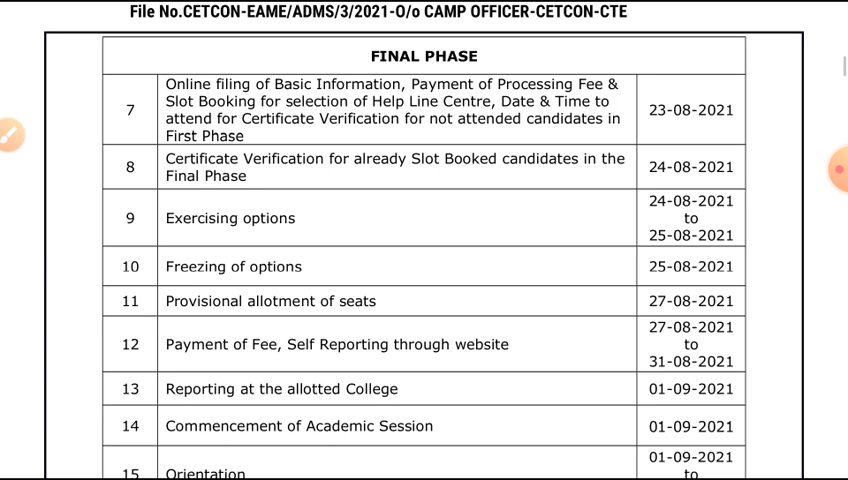 File No.CETCON-EAME/ADMS/3/2021-O/o CAMP OFFICER-CETCON-CTE
FINAL PHASE
7
Online filing of Basic Information, Payment of Processing Fee &
Slot Booking for selection of Help Line Centre, Date & Time to
attend for Certificate Verification for not attended candidates in
First Phase
23-08-2021
8
Certificate Verification for already Slot Booked candidates in the
Final Phase
24-08-2021
9
Exercising options
24-08-2021
to
25-08-2021
10
Freezing of options
25-08-2021
11
Provisional allotment of seats
27-08-2021
12
Payment of Fee, Self Reporting through website
27-08-2021
to
31-08-2021
13
Reporting at the allotted College
01-09-2021
14
Commencement of Academic Session
01-09-2021
15
Orientation
01-09-2021
to